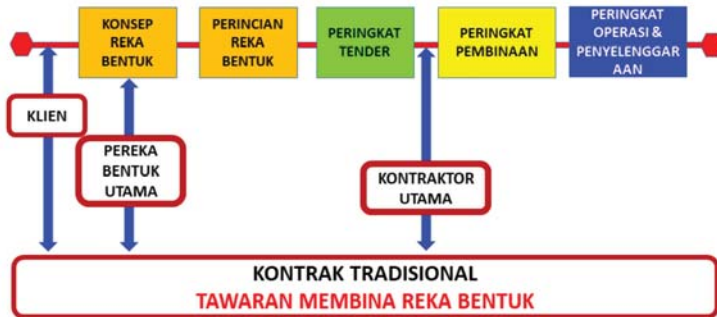 KONSEP
REKA
BENTUK
PERINCIAN
REKA
BENTUK
PERINGKAT
TENDER
PERINGKAT
PEMBINAAN
PERINGKAT
OPERASI &
PENYELENGGAR
AAN
KLIEN
PEREKA
BENTUK
UTAMA
KONTRAKTOR
UTAMA
KONTRAK TRADISIONAL
TAWARAN MEMBINA REKA BENTUK